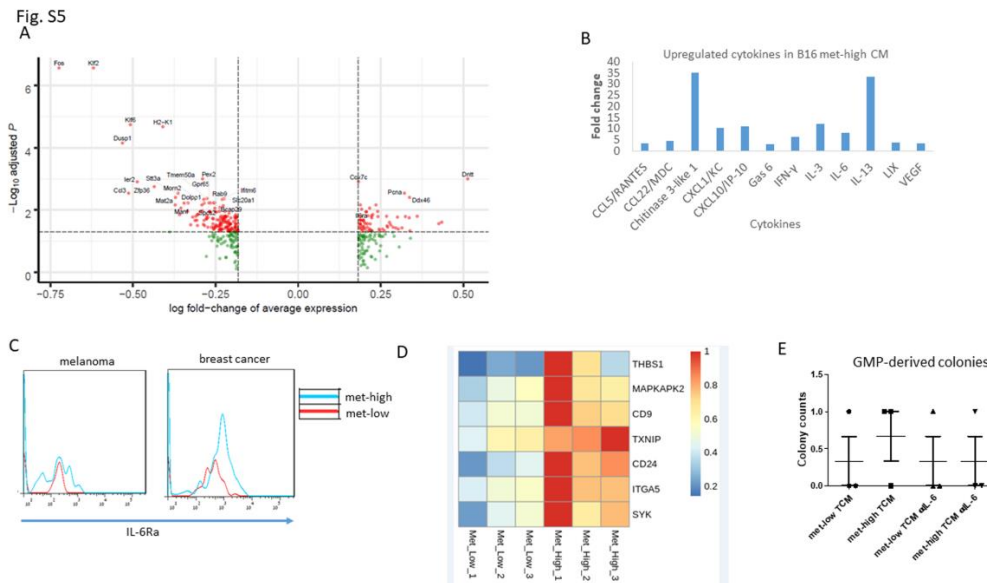 Fig. S5
A
Fos
Klf2
Klf6
H2-K1
Dusp1
Ier2
Stt3a
Tmem50a
Pex2
Gpr65
Ccl3
Zfp36
Morn2
Rab9
Ifitm6
Mat2a
Dolpp1
Slc20a1
Cox7c
Dntt
Pcna
Ddx46
6
4
2
0
−Log10 adjusted P
−0.75
−0.50
−0.25
0.00
0.25
0.50
log fold−change of average expression
B
Upregulated cytokines in B16 met-high CM
Fold change
40
35
30
25
20
15
10
5
0
CCL5/RANTES
CCL22/MDC
Chitinase 3-like 1
CXCL1/KC
CXCL10/IP-10
Gas 6
IFN-γ
IL-3
IL-6
IL-13
LIX
VEGF
Cytokines
C
melanoma
breast cancer
met-high
met-low
IL-6Ra
D
THBS1
MAPKAPK2
CD9
TXNIP
CD24
ITGA5
SYK
Met_Low_1
Met_Low_2
Met_Low_3
Met_High_1
Met_High_2
Met_High_3
1
0.8
0.6
0.4
0.2
E
GMP-derived colonies
Colony counts
1.5
1.0
0.5
0.0
met-low TCM
met-high TCM
met-low TCM αIL-6
met-high TCM αIL-6